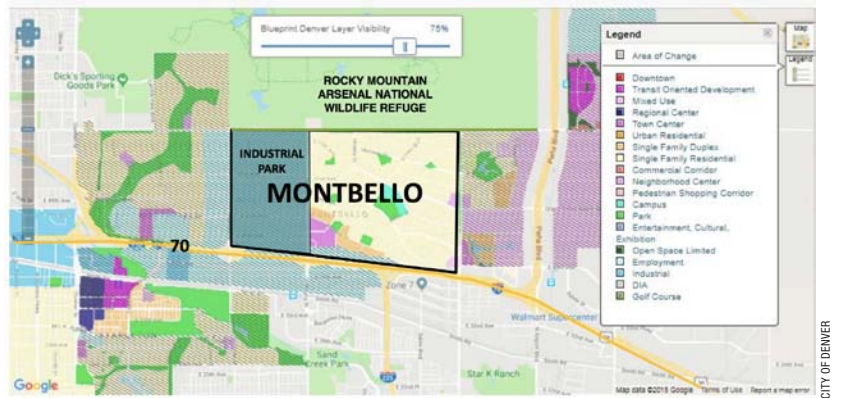 Blueprint Denver Layer Visibility 75%
Dick's Sporting
Goods Park
ROCKY MOUNTAIN
ARSENAL NATIONAL
WILDLIFE REFUGE
INDUSTRIAL
PARK
MONTBELLO
70
Zone 7
Walmart Supercenter
Sand
Creek Park
Star K Ranch
Google
Map data ©2015 Google Terms of Use Report a map error
Map
Legend
Legend
Area of Change
Downtown
Transit Oriented Development
Mixed Use
Regional Center
Town Center
Urban Residential
Single Family Duplex
Single Family Residential
Commercial Corridor
Neighborhood Center
Pedestrian Shopping Corridor
Campus
Park
Entertainment, Cultural,
Exhibition
Open Space Limited
Employment
Industrial
DIA
Golf Course
CITY OF DENVER